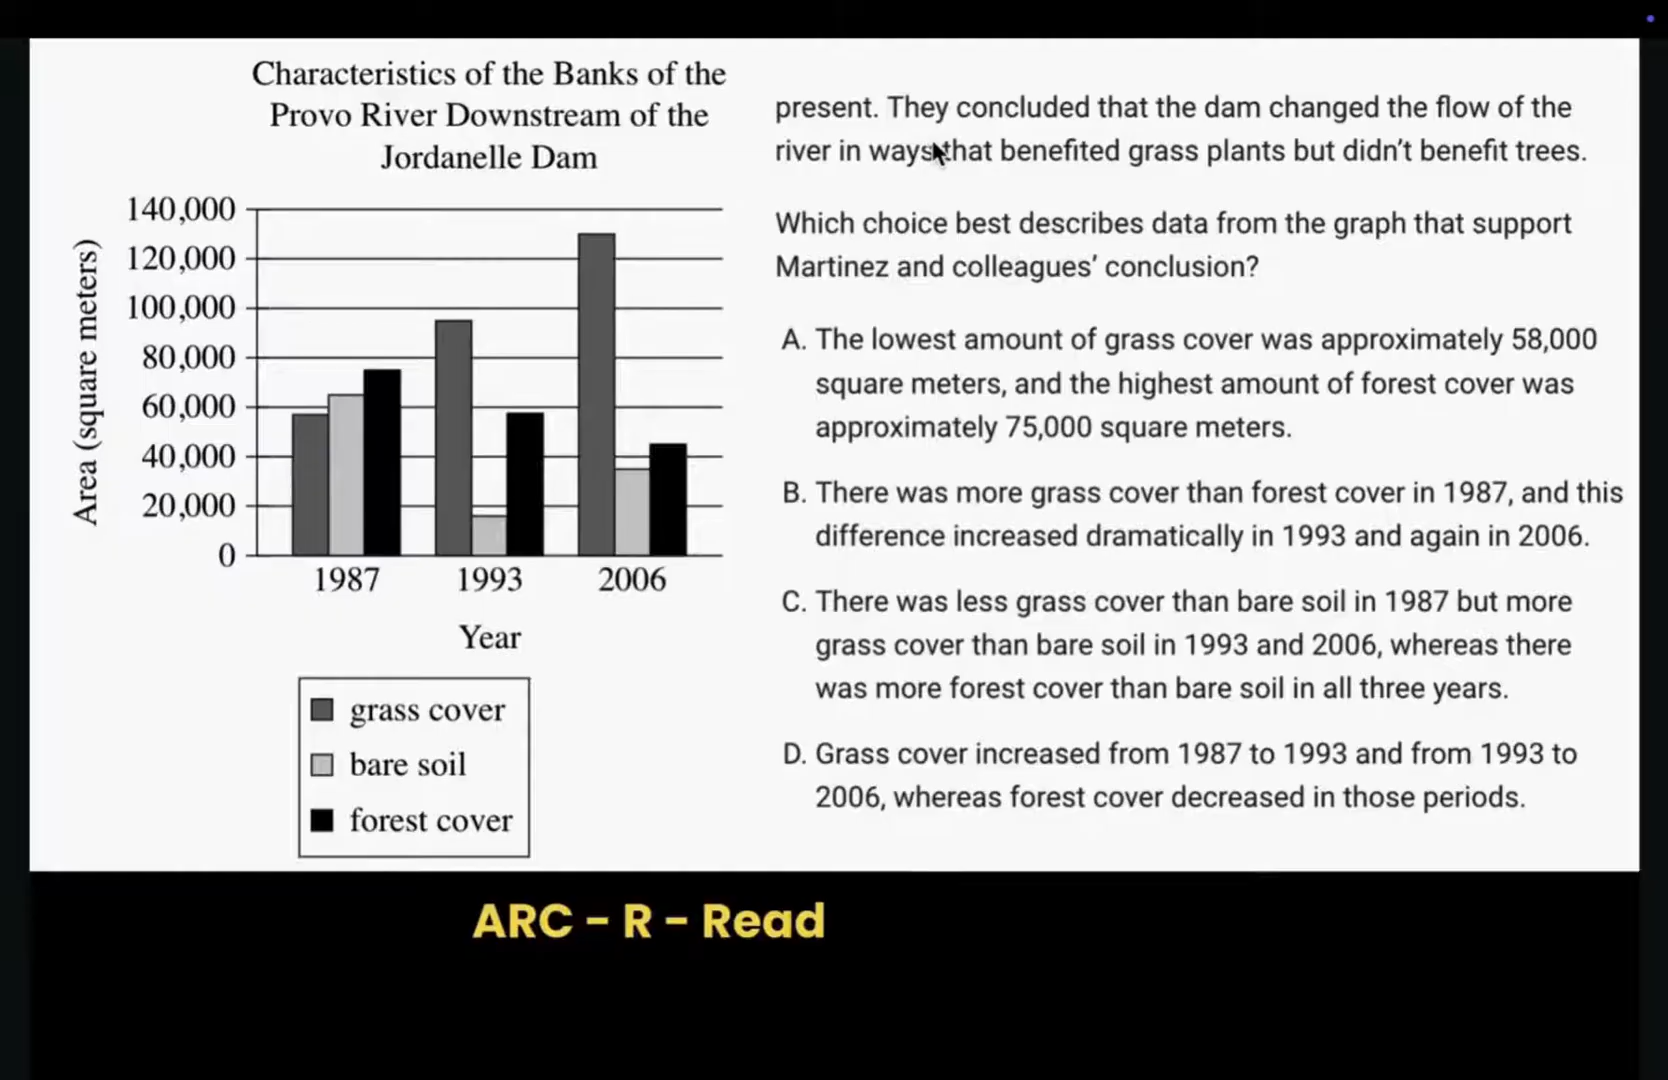 Characteristics of the Banks of the
Provo River Downstream of the
Jordanelle Dam
Area (square meters)
140,000
120,000
100,000
80,000
60,000
40,000
20,000
0
1987 1993 2006
Year
grass cover
bare soil
forest cover
present. They concluded that the dam changed the flow of the
river in ways that benefited grass plants but didn't benefit trees.
Which choice best describes data from the graph that support
Martinez and colleagues' conclusion?
A. The lowest amount of grass cover was approximately 58,000
square meters, and the highest amount of forest cover was
approximately 75,000 square meters.
B. There was more grass cover than forest cover in 1987, and this
difference increased dramatically in 1993 and again in 2006.
C. There was less grass cover than bare soil in 1987 but more
grass cover than bare soil in 1993 and 2006, whereas there
was more forest cover than bare soil in all three years.
D. Grass cover increased from 1987 to 1993 and from 1993 to
2006, whereas forest cover decreased in those periods.
ARC - R - Read